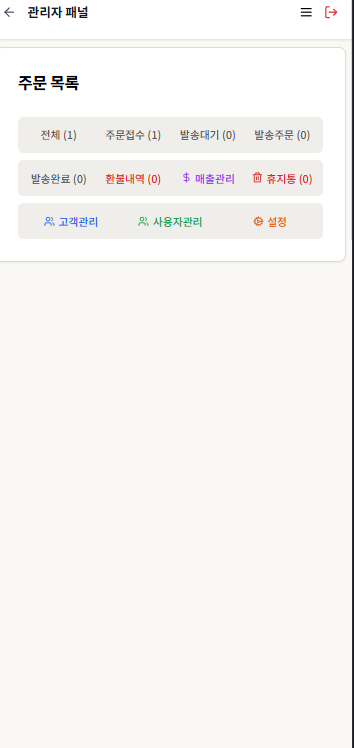 관리자 패널
주문 목록
전체 (1) 주문접수 (1) 발송대기 (0) 발송주문 (0)
발송완료 (0) 환불내역 (0) 매출관리 휴지통 (0)
고객관리 사용자관리 설정